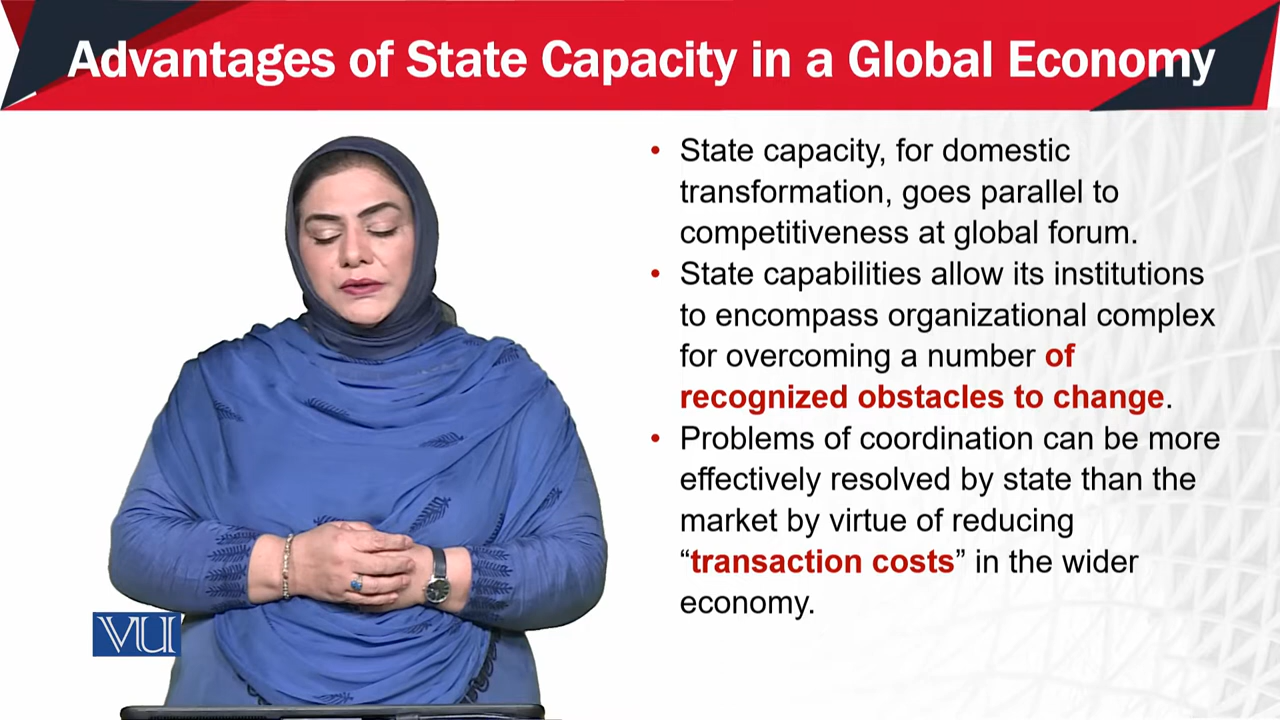 Advantages of State Capacity in a Global Economy
• State capacity, for domestic
transformation, goes parallel to
competitiveness at global forum.
• State capabilities allow its institutions
to encompass organizational complex
for overcoming a number of
recognized obstacles to change.
• Problems of coordination can be more
effectively resolved by state than the
market by virtue of reducing
“transaction costs” in the wider
economy.
VU